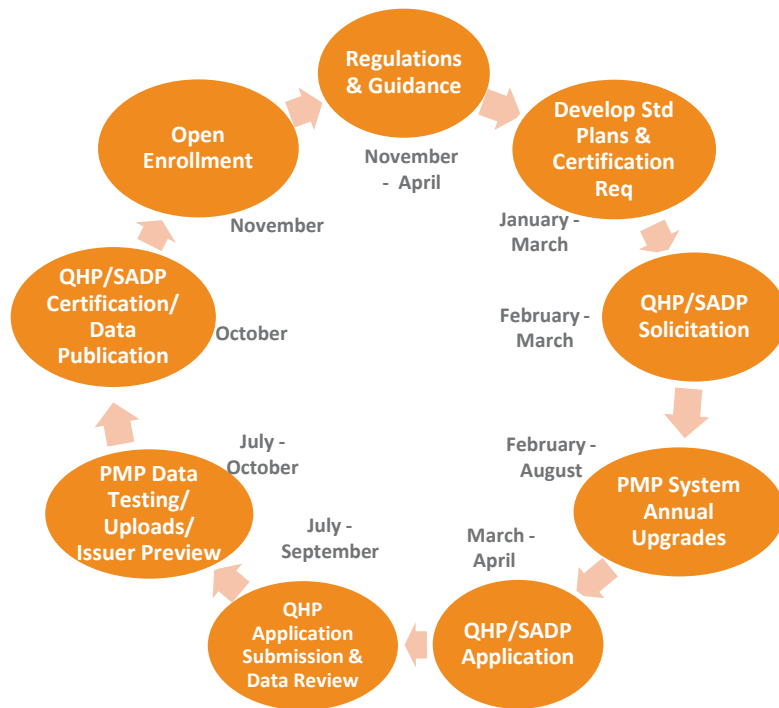 Regulations
& Guidance
November
- April
Develop Std
Plans &
Certification
Req
January -
March
QHP/SADP
Solicitation
February -
March
PMP System
Annual
Upgrades
February -
August
QHP/SADP
Application
March -
April
QHP
Application
Submission &
Data Review
July -
September
PMP Data
Testing/
Uploads/
Issuer Preview
July -
October
QHP/SADP
Certification/
Data
Publication
October
Open
Enrollment
November